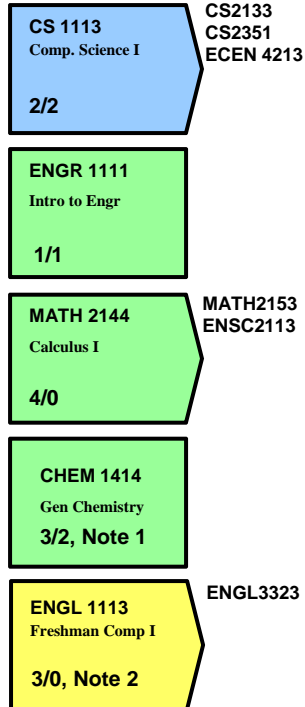 CS 1113
Comp. Science I
2/2
CS2133
CS2351
ECEN 4213
ENGR 1111
Intro to Engr
1/1
MATH 2144
Calculus I
4/0
MATH2153
ENSC2113
CHEM 1414
Gen Chemistry
3/2, Note 1
ENGL 1113
Freshman Comp I
3/0, Note 2
ENGL3323